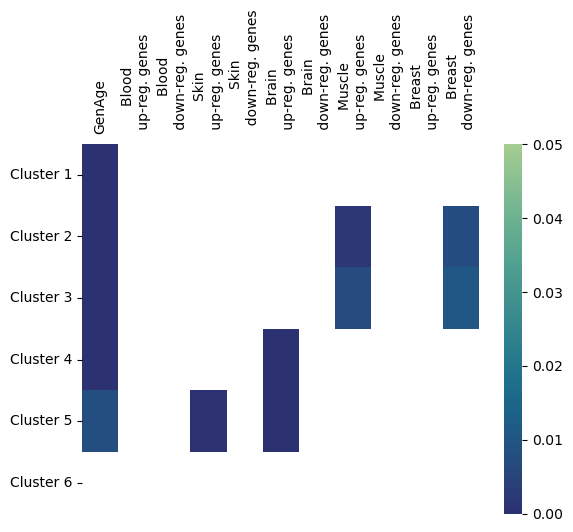 GenAge
Blood
up-reg. genes
Blood
down-reg. genes
Skin
up-reg. genes
Skin
down-reg. genes
Brain
up-reg. genes
Brain
down-reg. genes
Muscle
up-reg. genes
Muscle
down-reg. genes
Breast
up-reg. genes
Breast
down-reg. genes
Cluster 1
Cluster 2
Cluster 3
Cluster 4
Cluster 5
Cluster 6
0.05
0.04
0.03
0.02
0.01
0.00